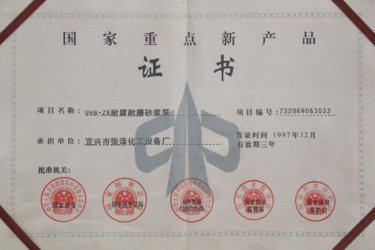 国家重点新产品
证书
项目名称：UHB-ZK耐腐耐磨砂浆泵 项目编号：732069063033
承担单位：宜兴市张渚化工设备厂 发证时间 1997年12月
有效期三年
批准机关：